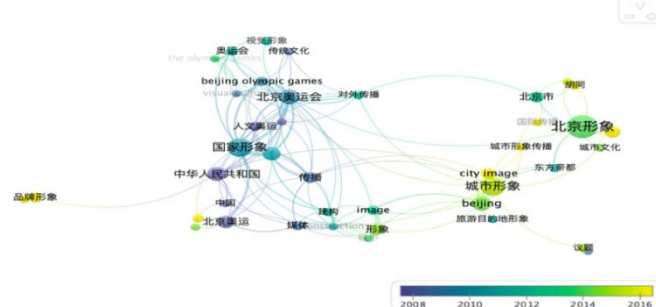 视觉形象
奥运会
传统文化
the olympic games
beijing olympic games
北京奥运会
对外传播
北京市
胡同
国际传播
北京形象
人文奥运
国家形象
城市形象传播
城市文化
中华人民共和国
传播
东方帝都
city image
城市形象
品牌形象
中国
beijing
建构
image
旅游目的地形象
北京奥运
媒体
construction
形象
议题
2008
2010
2012
2014
2016